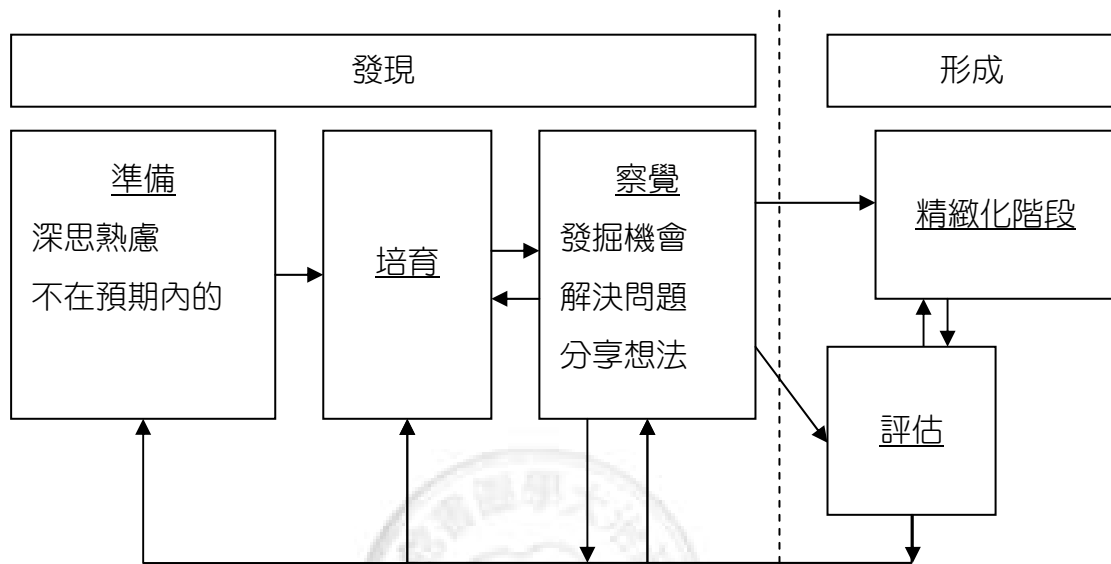 發現
形成
準備
深思熟慮
不在預期內的
培育
察覺
發掘機會
解決問題
分享想法
精緻化階段
評估